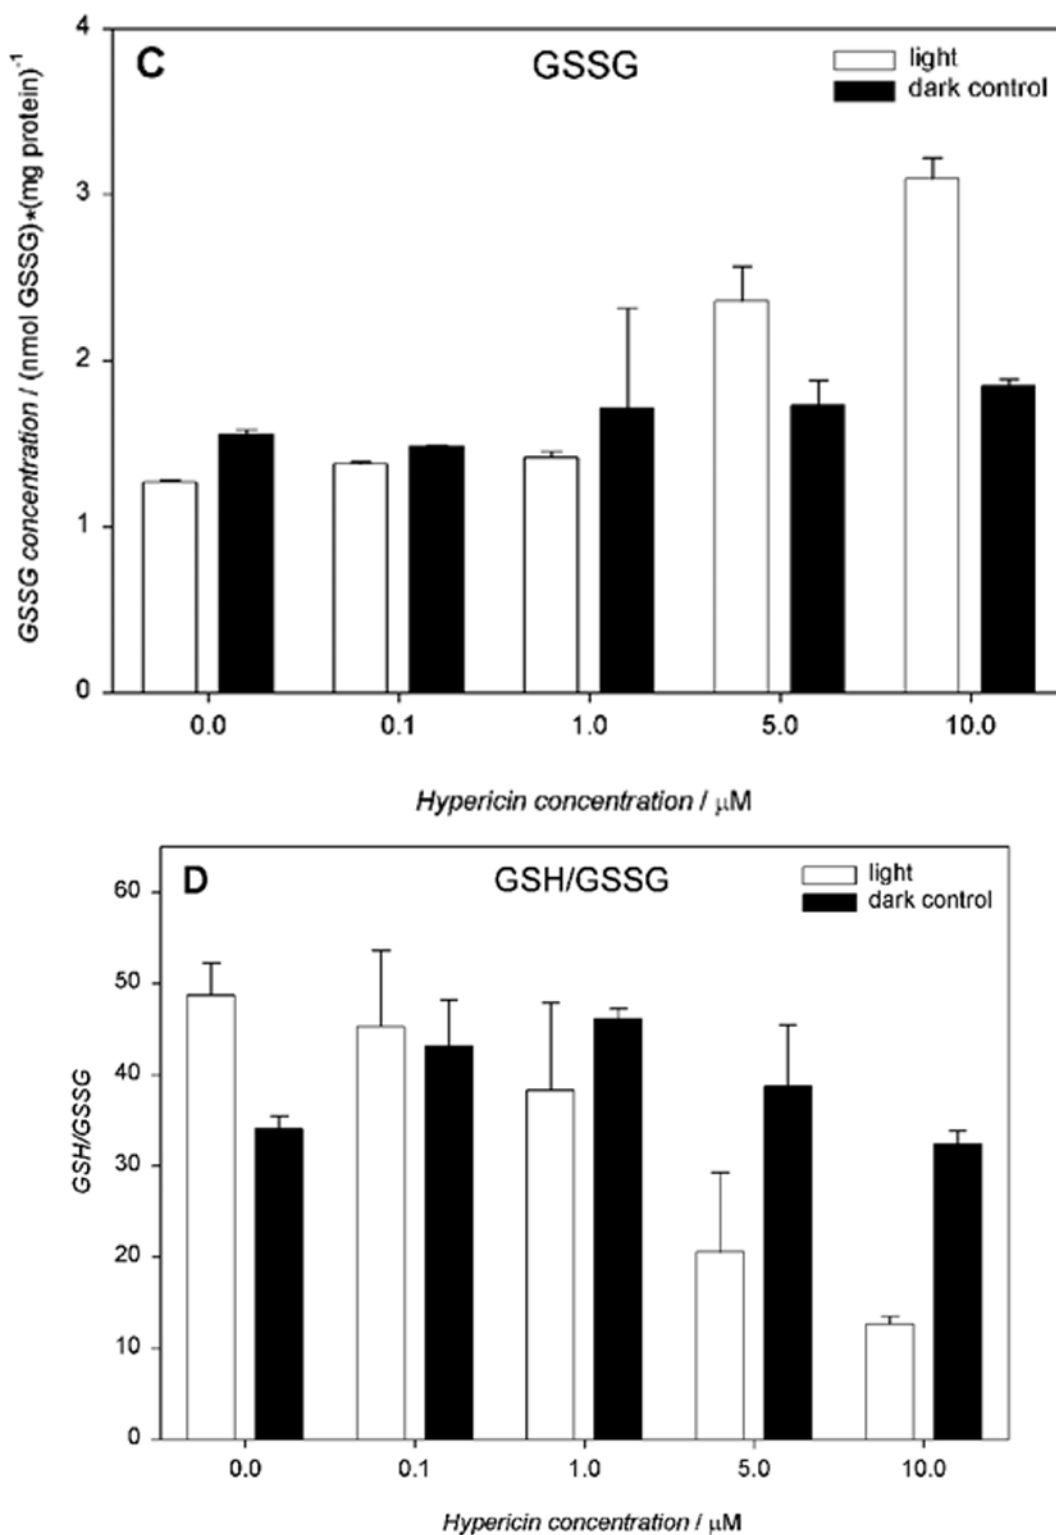 C
GSSG
light
dark control
GSSG concentration / (nmol GSSG)*(mg protein)⁻¹
4
3
2
1
0
0.0 0.1 1.0 5.0 10.0
Hypericin concentration / μM
D
GSH/GSSG
light
dark control
GSH/GSSG
60
50
40
30
20
10
0
0.0 0.1 1.0 5.0 10.0
Hypericin concentration / μM